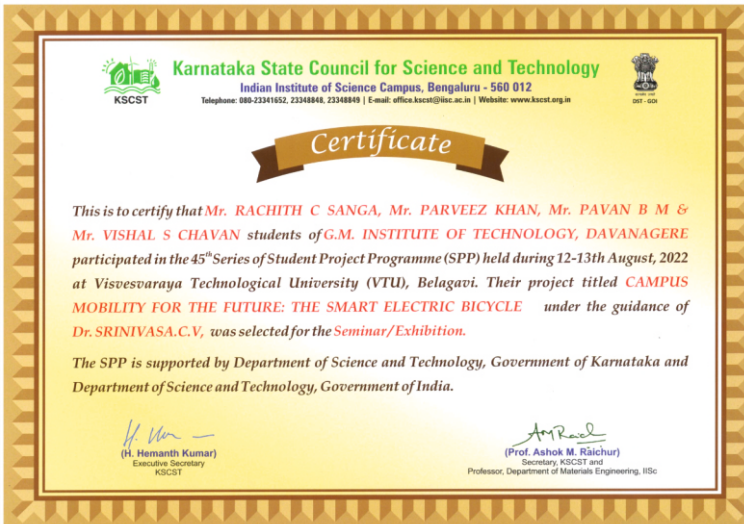 Karnataka State Council for Science and Technology
Indian Institute of Science Campus, Bengaluru - 560 012
Telephone: 080-23341652, 23348848, 23348849 | E-mail: office.kscst@iisc.ac.in | Website: www.kscst.org.in
KSCST
DST - GOI
Certificate
This is to certify that Mr. RACHITH C SANGA, Mr. PARVEEZ KHAN, Mr. PAVAN B M &
Mr. VISHAL S CHAVAN students of G.M. INSTITUTE OF TECHNOLOGY, DAVANAGERE
participated in the 45th Series of Student Project Programme (SPP) held during 12-13th August, 2022
at Visvesvaraya Technological University (VTU), Belagavi. Their project titled CAMPUS
MOBILITY FOR THE FUTURE: THE SMART ELECTRIC BICYCLE under the guidance of
Dr. SRINIVASA.C.V, was selected for the Seminar/Exhibition.
The SPP is supported by Department of Science and Technology, Government of Karnataka and
Department of Science and Technology, Government of India.
(H. Hemanth Kumar)
Executive Secretary
KSCST
(Prof. Ashok M. Raichur)
Secretary, KSCST and
Professor, Department of Materials Engineering, IISc